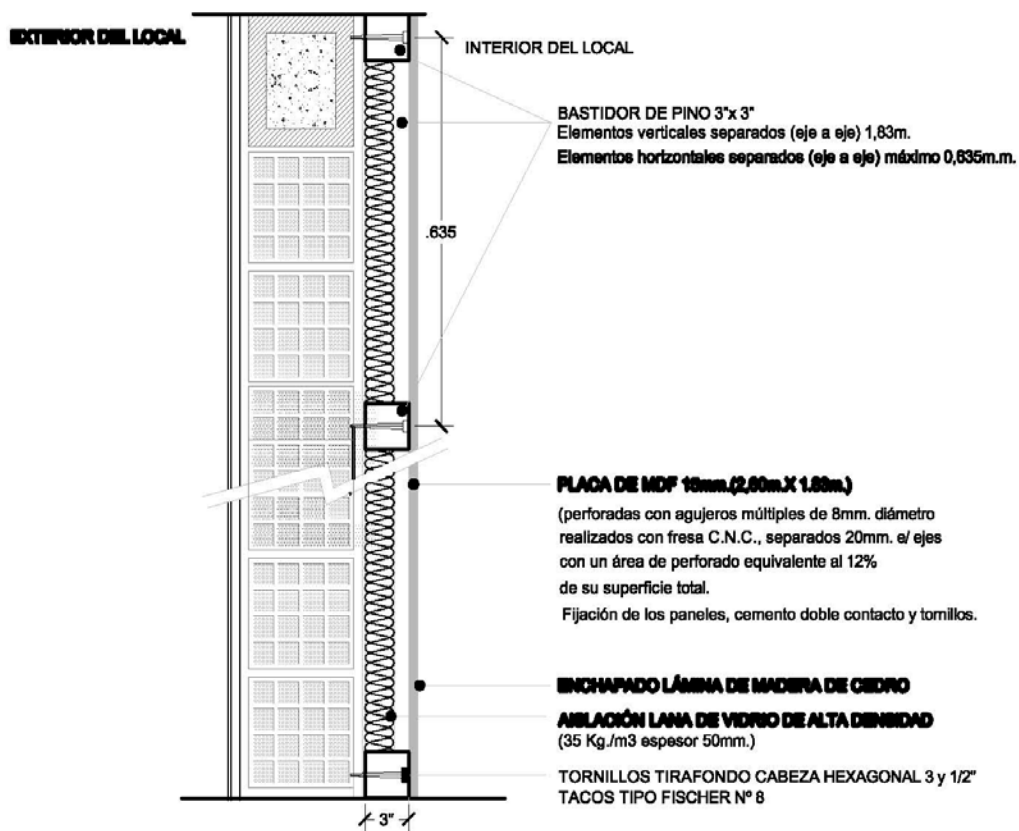 EXTERIOR DEL LOCAL
INTERIOR DEL LOCAL
BASTIDOR DE PINO 3"x 3"
Elementos verticales separados (eje a eje) 1,83m.
Elementos horizontales separados (eje a eje) máximo 0,635m.m.
.635
PLACA DE MDF 15mm.(2,60m.X 1.83m.)
(perforadas con agujeros múltiples de 8mm. diámetro
realizados con fresa C.N.C., separados 20mm. e/ ejes
con un área de perforado equivalente al 12%
de su superficie total.
Fijación de los paneles, cemento doble contacto y tornillos.
ENCHAPADO LÁMINA DE MADERA DE CEDRO
AISLACIÓN LANA DE VIDRIO DE ALTA DENSIDAD
(35 Kg./m3 espesor 50mm.)
TORNILLOS TIRAFONDO CABEZA HEXAGONAL 3 y 1/2"
TACOS TIPO FISCHER Nº 8
3"